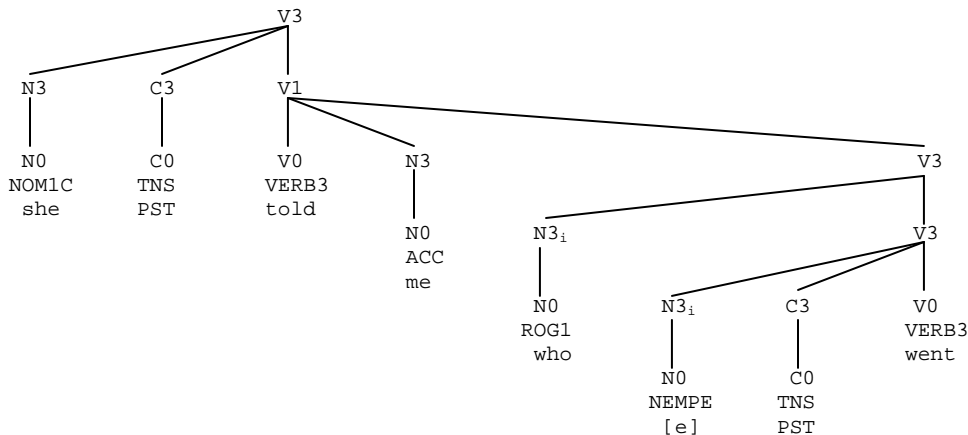 V3
N3 C3 V1
N0 C0 V0 N3 V3
NOM1C TNS VERB3
she PST told
N0 N3i V3
ACC
me
N0 N3i C3 V0
ROG1 VERB3
who went
N0 C0
NEMPE TNS
[e] PST